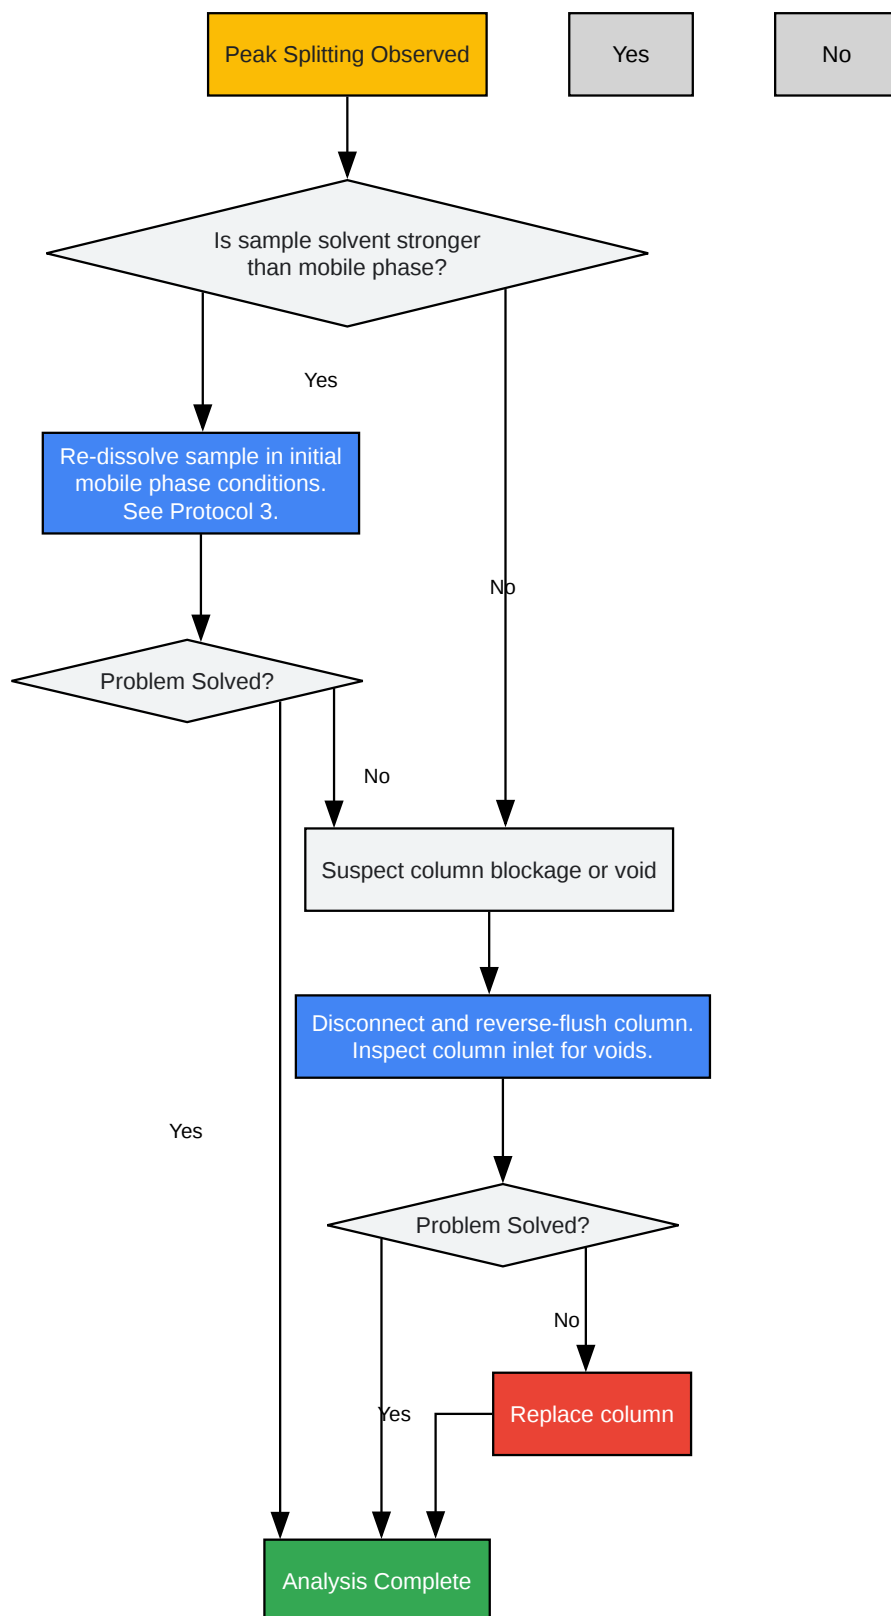 Peak Splitting Observed
Yes
No
Is sample solvent stronger
than mobile phase?
Yes
Re-dissolve sample in initial
mobile phase conditions.
See Protocol 3.
No
Problem Solved?
No
Suspect column blockage or void
Disconnect and reverse-flush column.
Inspect column inlet for voids.
Yes
Problem Solved?
No
Yes
Replace column
Analysis Complete